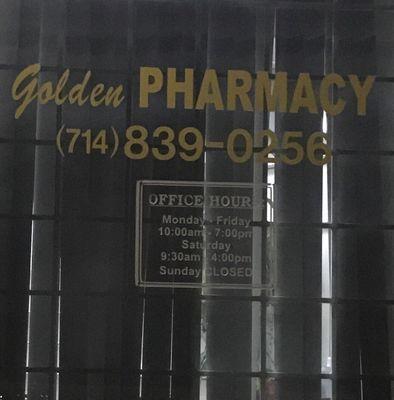 Golden PHARMACY
(714) 839-0256
OFFICE HOURS
Monday - Friday
10:00am - 7:00pm
Saturday
9:30am - 4:00pm
Sunday CLOSED